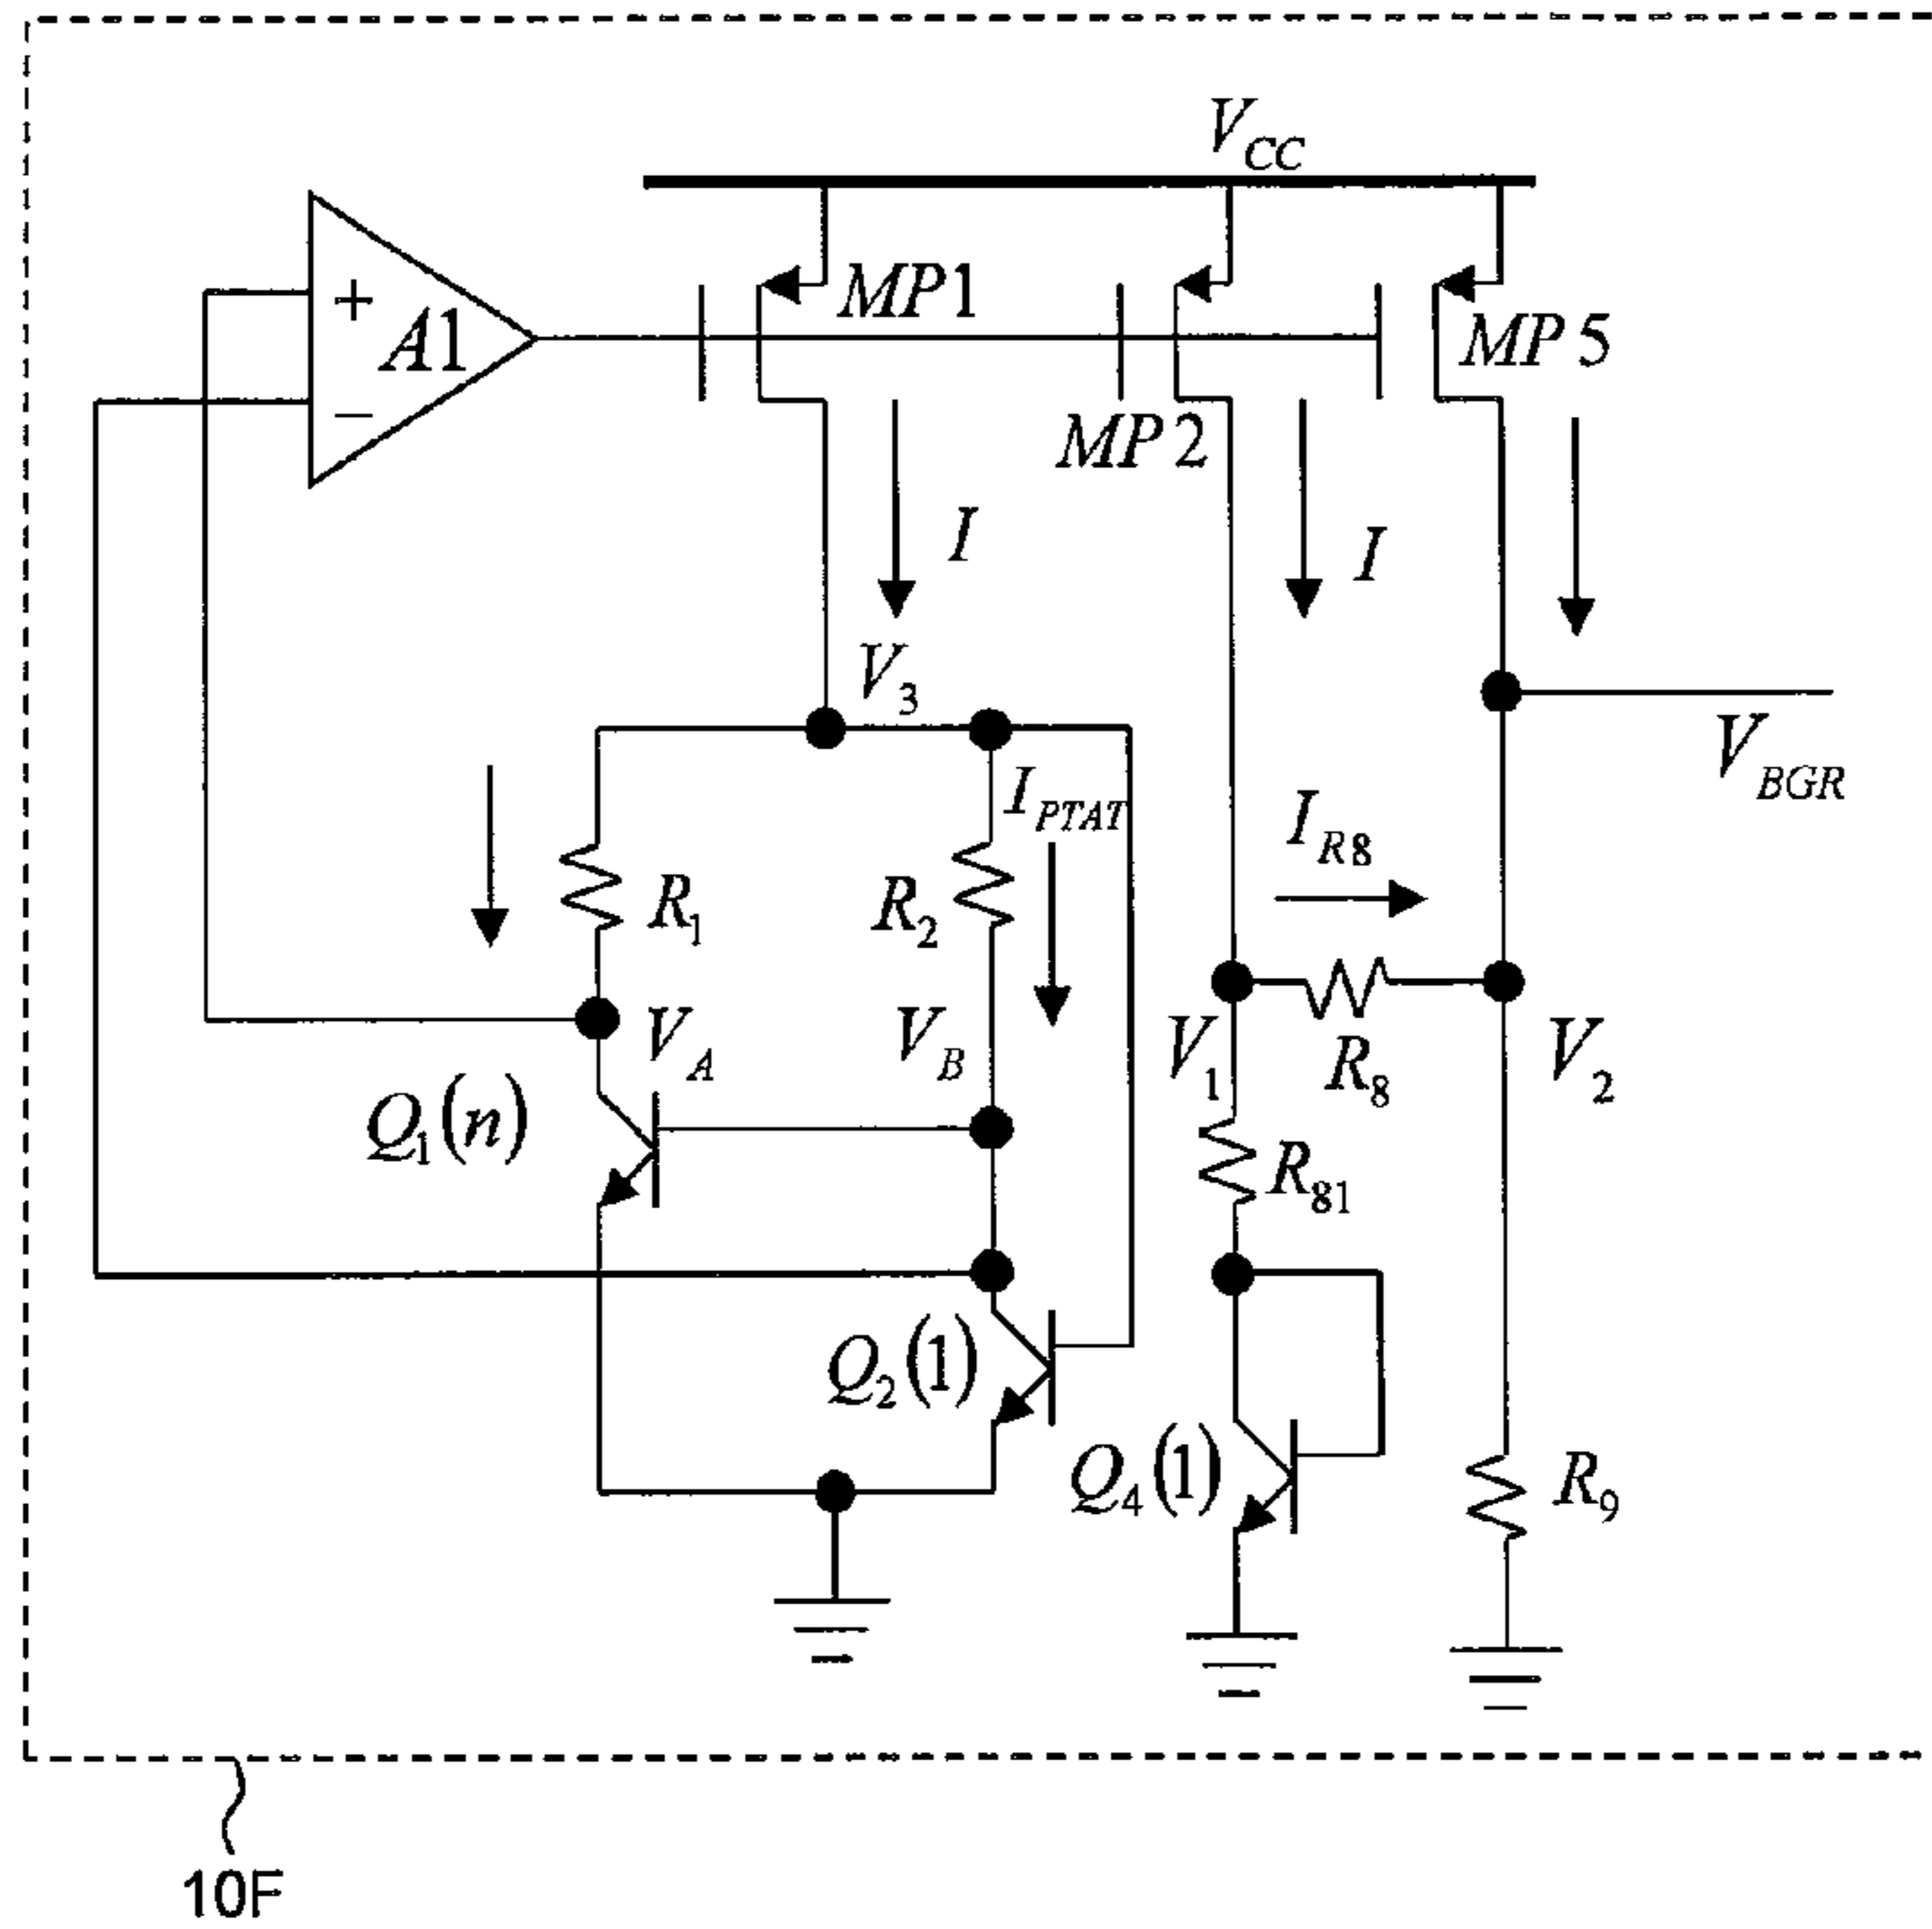 V_CC
+
A1
−
MP1
MP2
MP5
I
I
V_3
I_PTAT
V_BGR
I_R8
R_1
R_2
V_A
V_B
V_1
R_8
V_2
Q_1(n)
R_81
Q_2(1)
Q_4(1)
R_9
10F